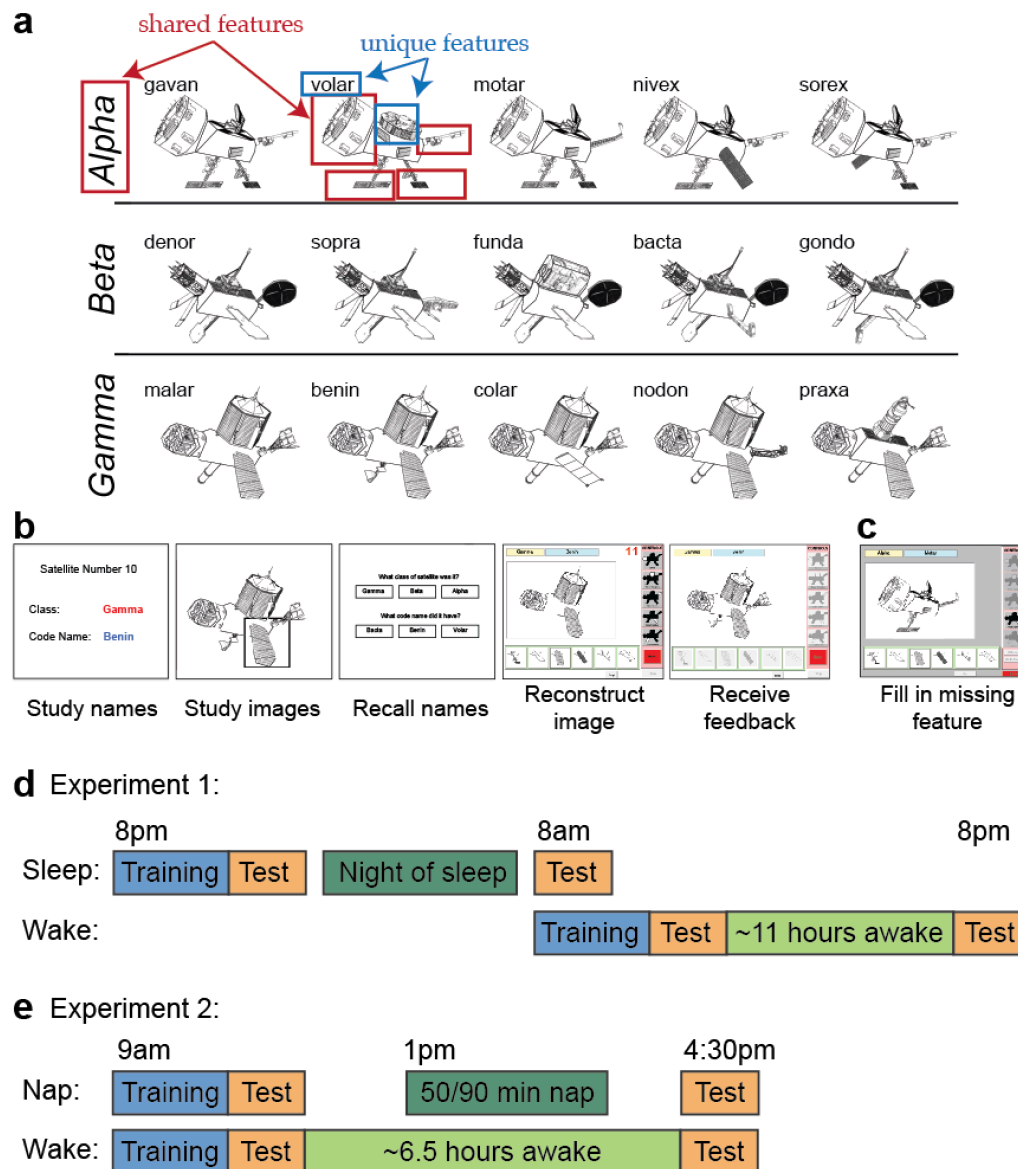 a
shared features
unique features
Alpha
gavan
volar
motar
nivex
sorex
Beta
denor
sopra
funda
bacta
gondo
Gamma
malar
benin
colar
nodon
praxa
b
Satellite Number 10
Class: Gamma
Code Name: Benin
What class of satellite was it?
Gamma Beta Alpha
What code name did it have?
Bacta Benin Volar
Gamma Benin 11
Study names
Study images
Recall names
Reconstruct
image
Receive
feedback
c
Alpha Motar
Fill in missing
feature
d Experiment 1:
8pm 8am 8pm
Sleep: Training Test Night of sleep Test
Wake: Training Test ~11 hours awake Test
e Experiment 2:
9am 1pm 4:30pm
Nap: Training Test 50/90 min nap Test
Wake: Training Test ~6.5 hours awake Test